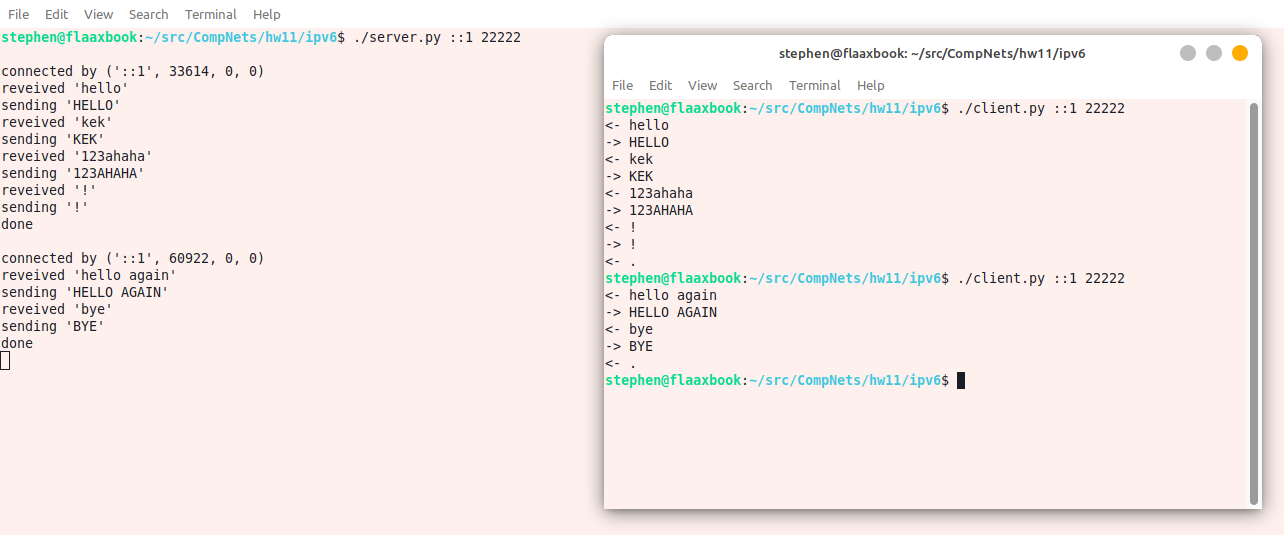 File Edit View Search Terminal Help
stephen@flaaxbook:~/src/CompNets/hw11/ipv6$ ./server.py ::1 22222
connected by ('::1', 33614, 0, 0)
reveived 'hello'
sending 'HELLO'
reveived 'kek'
sending 'KEK'
reveived '123ahaha'
sending '123AHAHA'
reveived '!'
sending '!'
done
connected by ('::1', 60922, 0, 0)
reveived 'hello again'
sending 'HELLO AGAIN'
reveived 'bye'
sending 'BYE'
done
stephen@flaaxbook: ~/src/CompNets/hw11/ipv6
File Edit View Search Terminal Help
stephen@flaaxbook:~/src/CompNets/hw11/ipv6$ ./client.py ::1 22222
<- hello
-> HELLO
<- kek
-> KEK
<- 123ahaha
-> 123AHAHA
<- !
-> !
<- .
stephen@flaaxbook:~/src/CompNets/hw11/ipv6$ ./client.py ::1 22222
<- hello again
-> HELLO AGAIN
<- bye
-> BYE
<- .
stephen@flaaxbook:~/src/CompNets/hw11/ipv6$